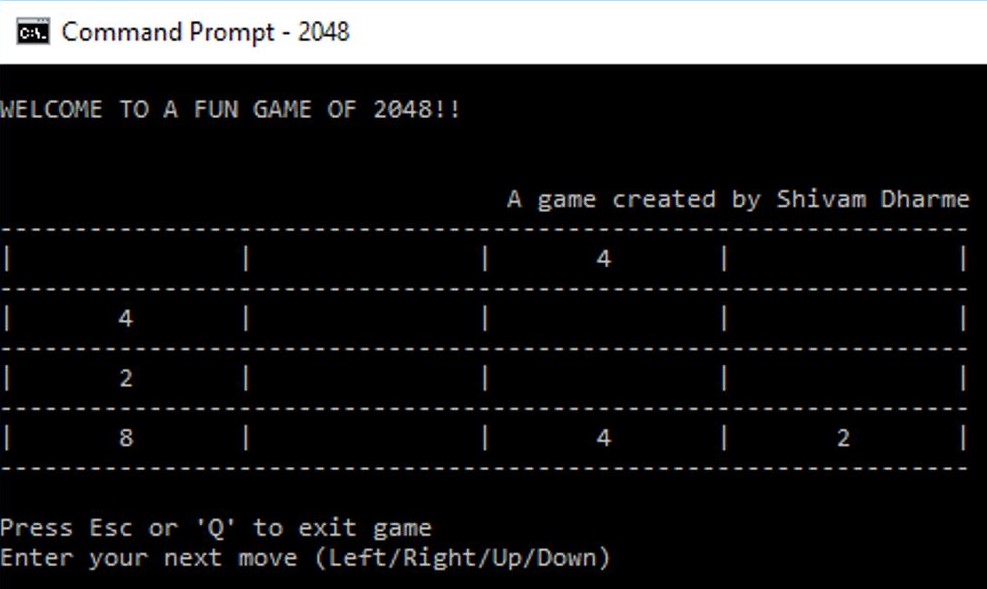 Command Prompt - 2048
WELCOME TO A FUN GAME OF 2048!!
A game created by Shivam Dharme
-----------------------------------------------------------------
| | | 4 | |
-----------------------------------------------------------------
| 4 | | | |
-----------------------------------------------------------------
| 2 | | | |
-----------------------------------------------------------------
| 8 | | 4 | 2 |
-----------------------------------------------------------------
Press Esc or 'Q' to exit game
Enter your next move (Left/Right/Up/Down)